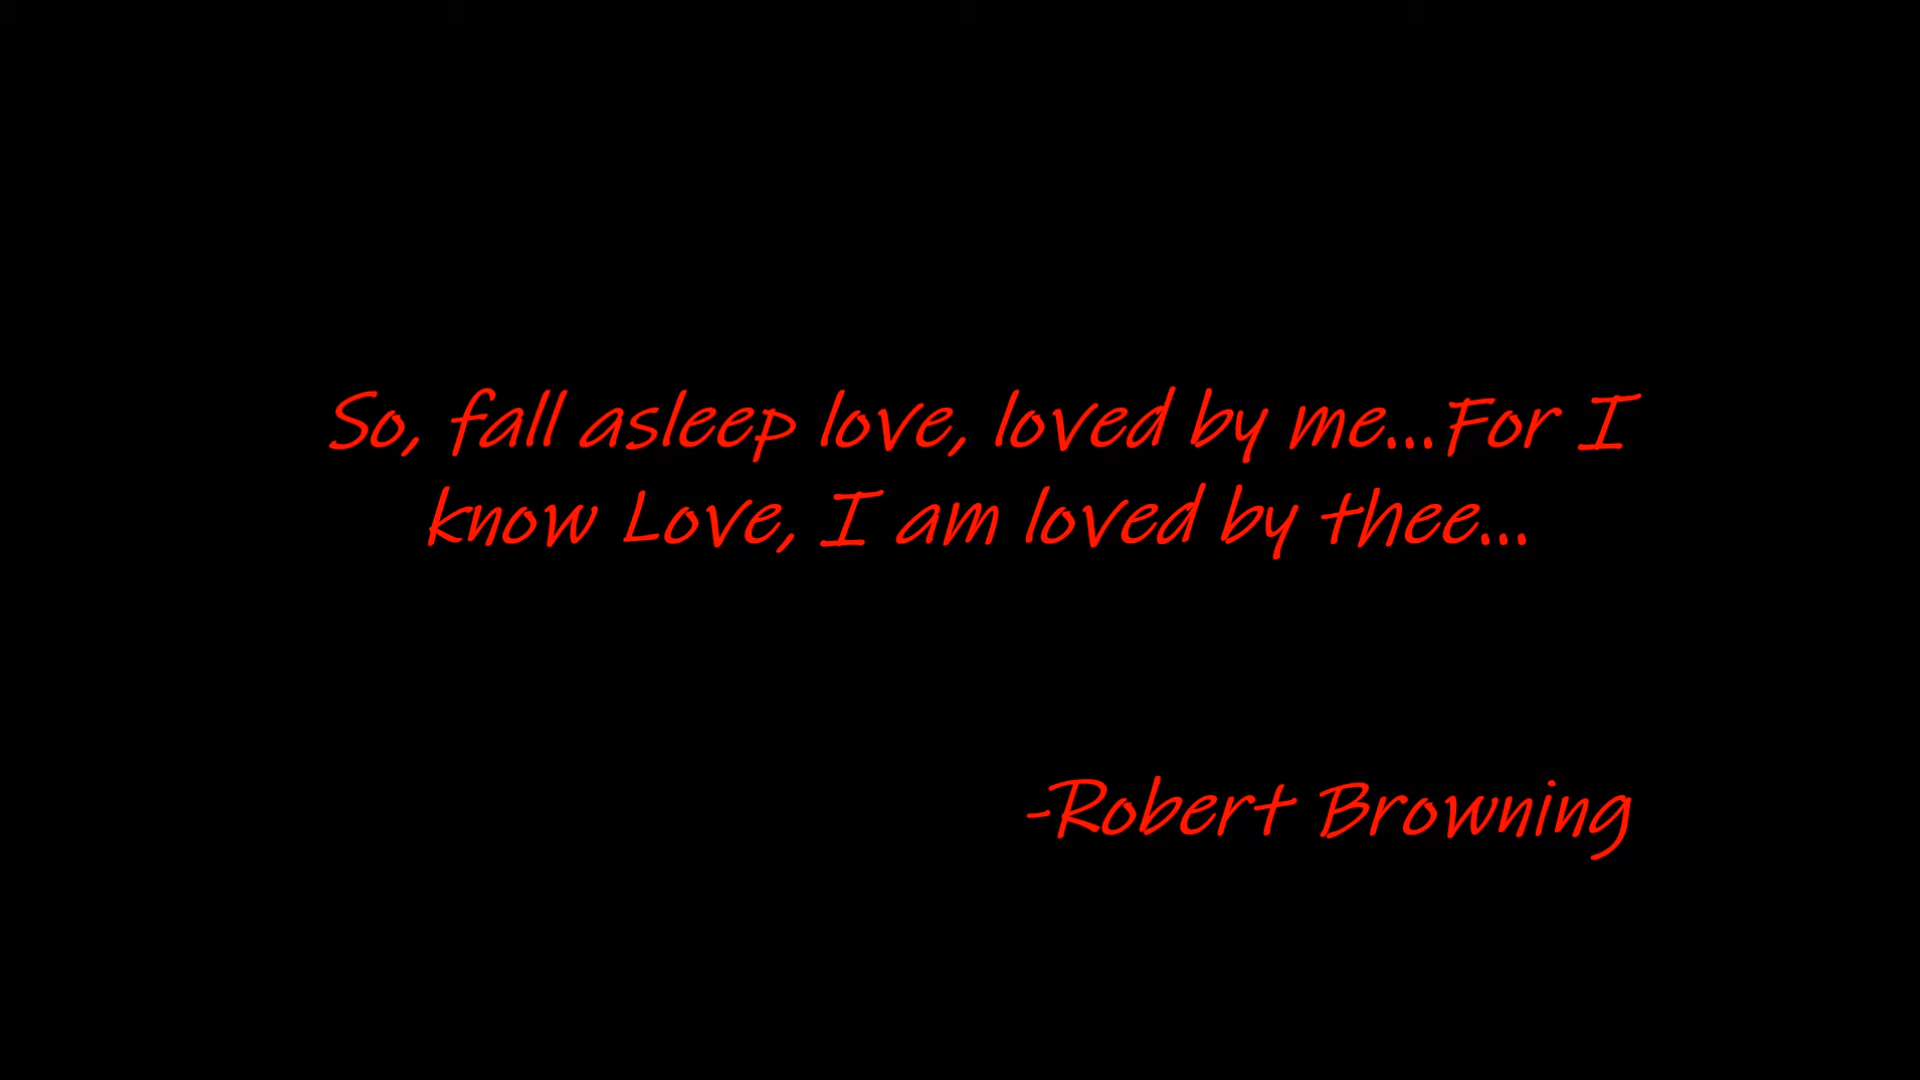 So, fall asleep love, loved by me...For I
know Love, I am loved by thee...
-Robert Browning